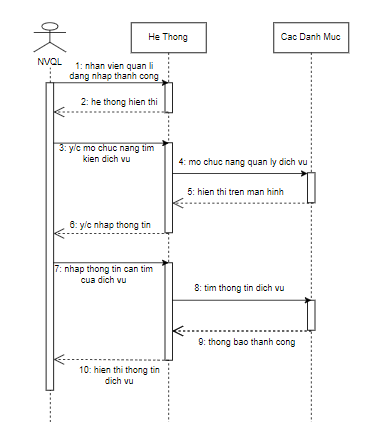 He Thong
Cac Danh Muc
NVQL
1: nhan vien quan li
dang nhap thanh cong
2: he thong hien thi
3: y/c mo chuc nang tim
kien dich vu
4: mo chuc nang quan ly dich vu
5: hien thi tren man hinh
6: y/c nhap thong tin
7: nhap thong tin can tim
cua dich vu
8: tim thong tin dich vu
9: thong bao thanh cong
10: hien thi thong tin
dich vu